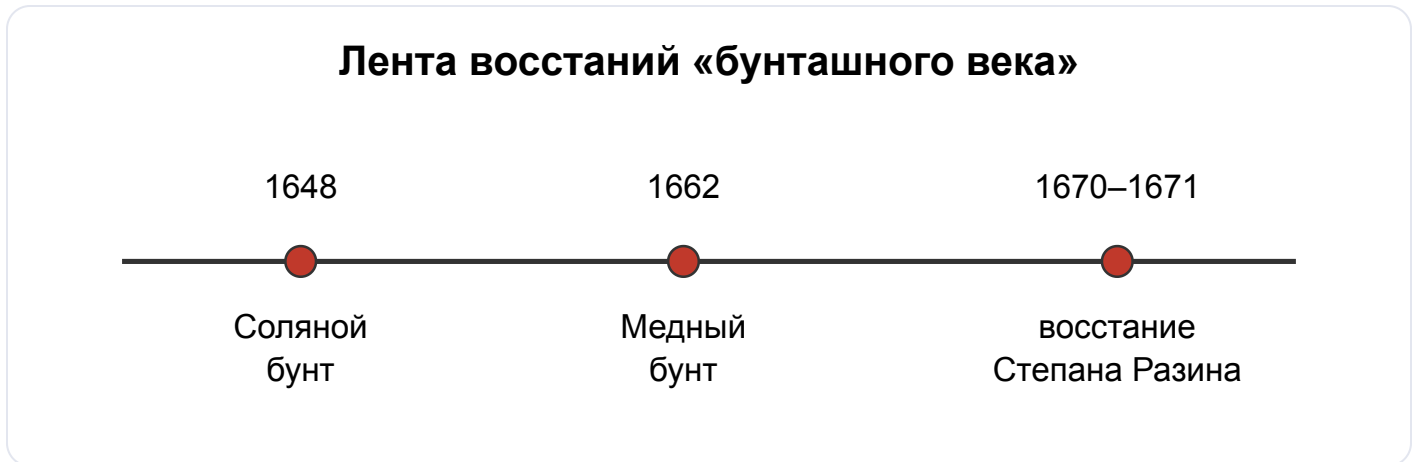 Лента восстаний «бунташного века»
1648
1662
1670–1671
Соляной
бунт
Медный
бунт
восстание
Степана Разина